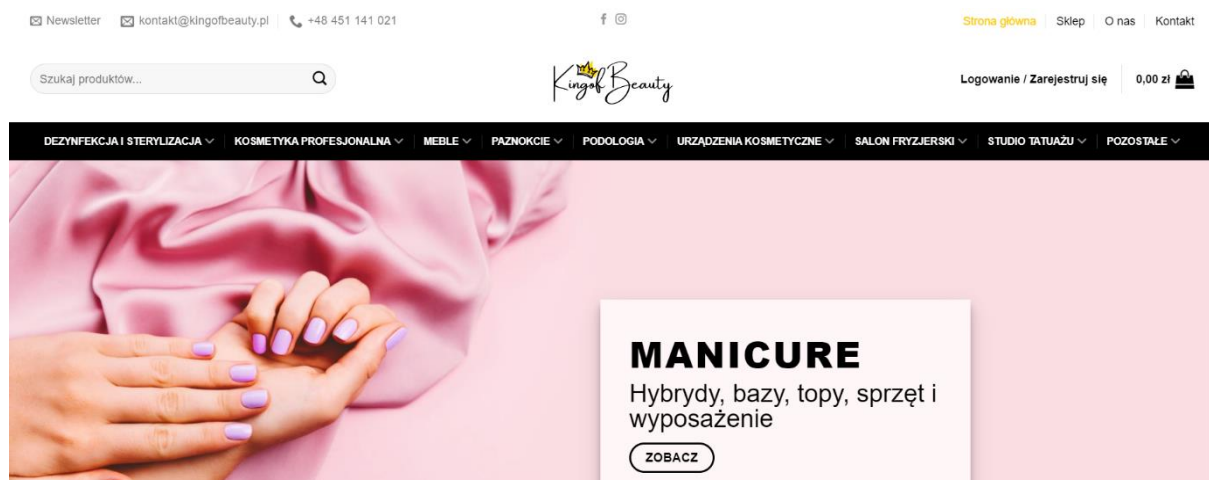 Newsletter kontakt@kingofbeauty.pl +48 451 141 021 Strona główna Sklep O nas Kontakt
Szukaj produktów... King of Beauty Logowanie / Zarejestruj się 0,00 zł
DEZYNFEKCJA I STERYLIZACJA KOSMETYKA PROFESJONALNA MEBLE PAZNOKCIE PODOLOGIA URZĄDZENIA KOSMETYCZNE SALON FRYZJERSKI STUDIO TATUAŻU POZOSTAŁE
MANICURE
Hybrydy, bazy, topy, sprzęt i
wyposażenie
ZOBACZ